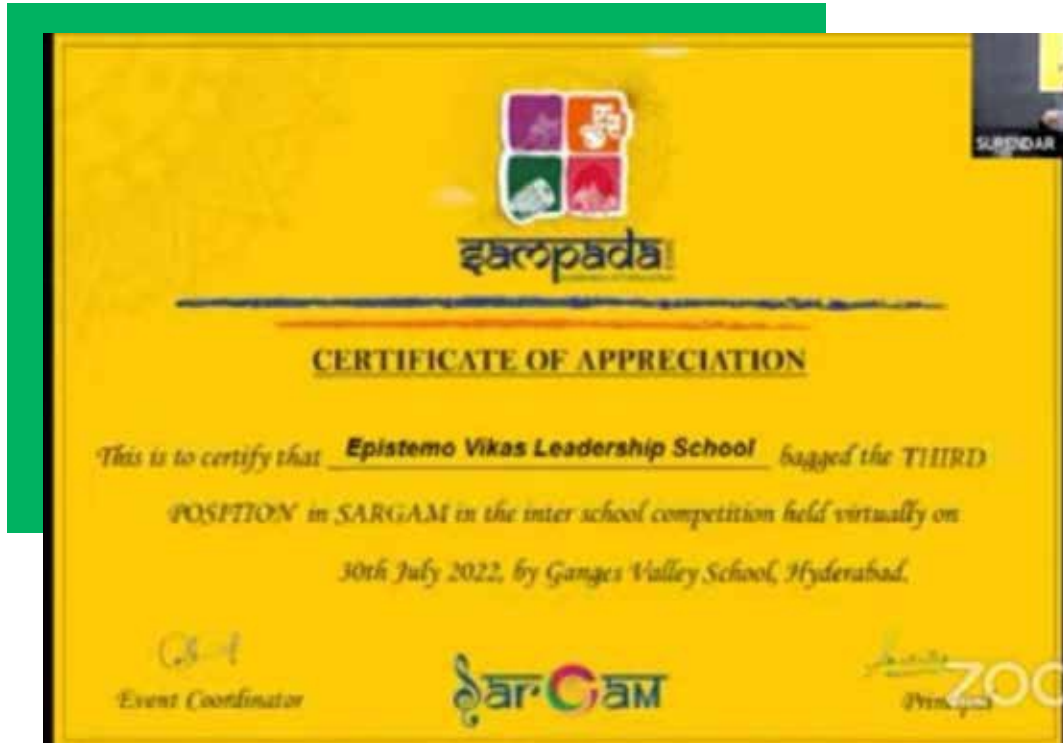 SURENDAR
sampada
CERTIFICATE OF APPRECIATION
This is to certify that Epistemo Vikas Leadership School bagged the THIRD
POSITION in SARGAM in the inter school competition held virtually on
30th July 2022, by Ganges Valley School, Hyderabad.
Event Coordinator
SarGam
Principal
ZOO